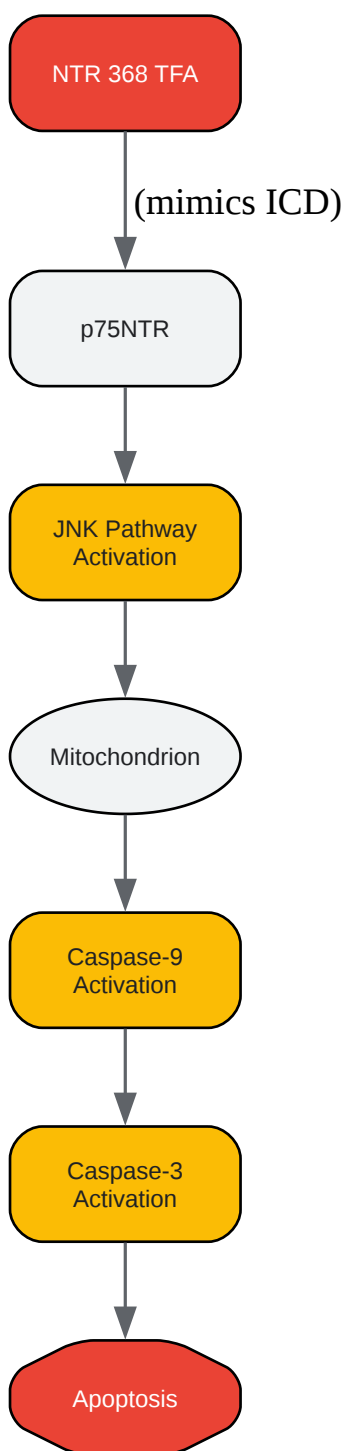 NTR 368 TFA
(mimics ICD)
p75NTR
JNK Pathway
Activation
Mitochondrion
Caspase-9
Activation
Caspase-3
Activation
Apoptosis